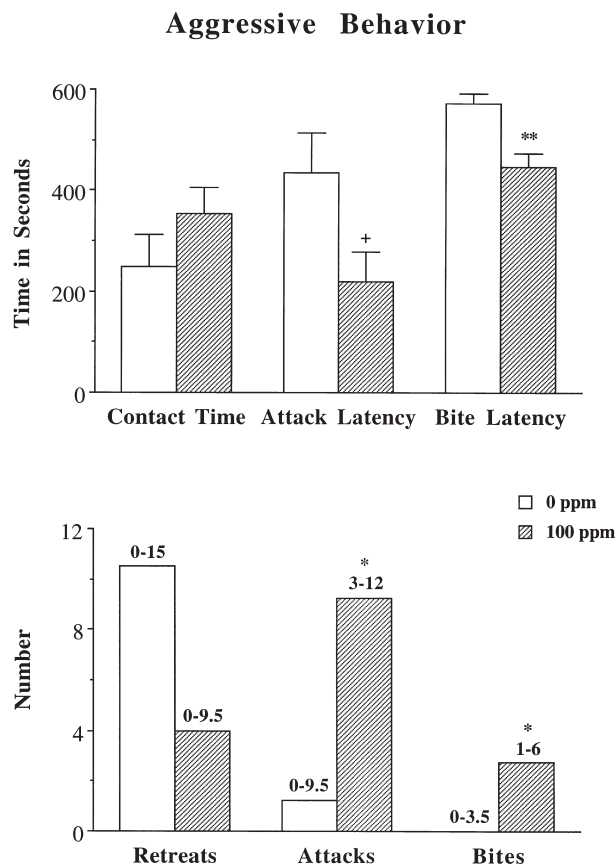 Aggressive Behavior
Time in Seconds
600
400
200
0
+
**
Contact Time Attack Latency Bite Latency
0 ppm
100 ppm
Number
12
8
4
0
0-15
0-9.5
0-9.5
*
3-12
0-3.5
*
1-6
Retreats Attacks Bites